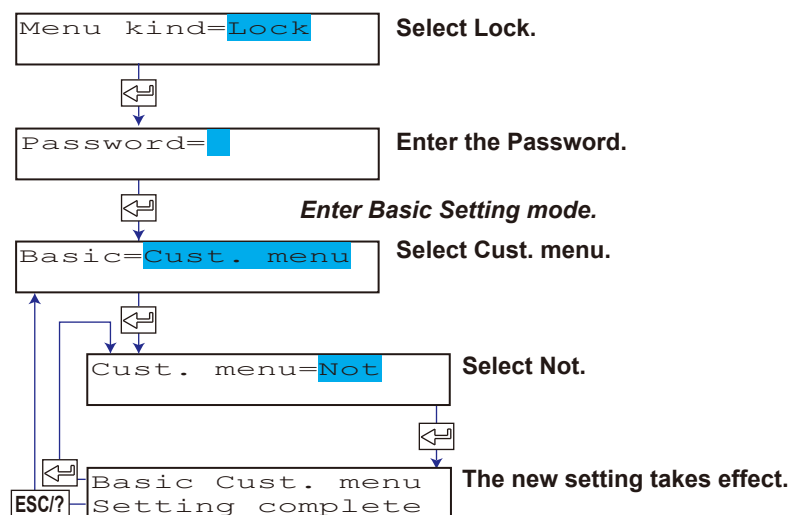 Menu kind=Lock Select Lock.
Password= Enter the Password.
Enter Basic Setting mode.
Basic=Cust. menu Select Cust. menu.
Cust. menu=Not Select Not.
Basic Cust. menu The new setting takes effect.
ESC/? Setting complete